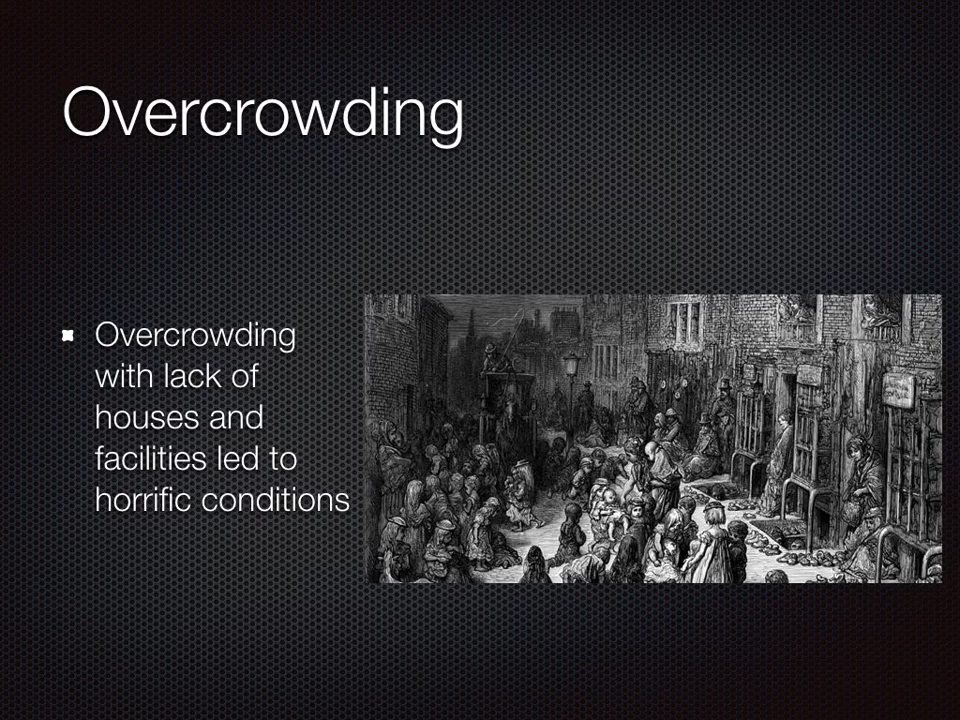 Overcrowding
Overcrowding
with lack of
houses and
facilities led to
horrific conditions